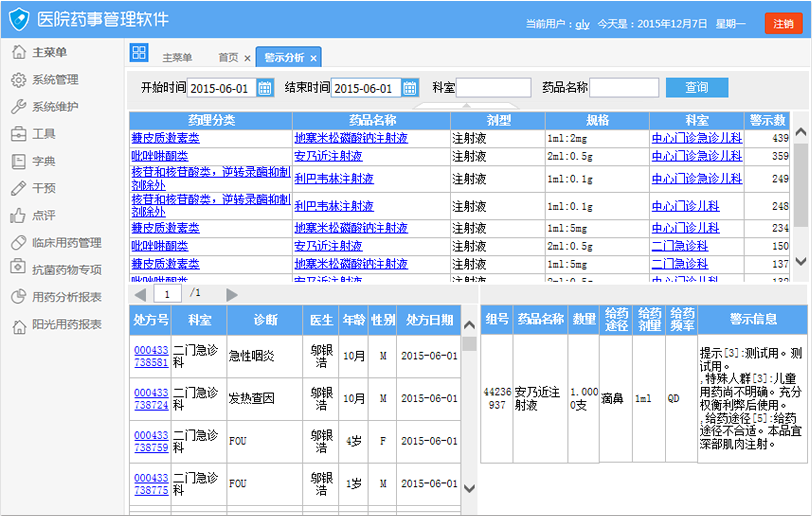 医院药事管理软件
当前用户：gly 今天是：2015年12月7日 星期一 注销
主菜单
系统管理
系统维护
工具
字典
干预
点评
临床用药管理
抗菌药物专项
用药分析报表
阳光用药报表
主菜单 首页 × 警示分析 ×
开始时间 2015-06-01 结束时间 2015-06-01 科室 药品名称 查询
药理分类 药品名称 剂型 规格 科室 警示数
糖皮质激素类 地塞米松磷酸钠注射液 注射液 1ml:2mg 中心门诊急诊儿科 439
吡唑啉酮类 安乃近注射液 注射液 2ml:0.5g 中心门诊急诊儿科 359
核苷和核苷酸类，逆转录酶抑制
剂除外 利巴韦林注射液 注射液 1ml:0.1g 中心门诊急诊儿科 249
核苷和核苷酸类，逆转录酶抑制
剂除外 利巴韦林注射液 注射液 1ml:0.1g 中心门诊儿科 248
糖皮质激素类 地塞米松磷酸钠注射液 注射液 1ml:5mg 中心门诊儿科 234
吡唑啉酮类 安乃近注射液 注射液 2ml:0.5g 二门急诊科 150
糖皮质激素类 地塞米松磷酸钠注射液 注射液 1ml:5mg 二门急诊科 137
吡唑啉酮类 安乃近注射液 注射液 2ml:0.5g 中心门诊儿科 132
1 /1
处方号 科室 诊断 医生 年龄 性别 处方日期
000433
738581 二门急诊
科 急性咽炎 邬银
浩 10月 M 2015-06-01
000433
738724 二门急诊
科 发热查因 邬银
浩 10月 M 2015-06-01
000433
738759 二门急诊
科 FOU 邬银
浩 4岁 F 2015-06-01
000433
738775 二门急诊
科 FOU 邬银
浩 1岁 M 2015-06-01
组号 药品名称 数量 给药
途径 给药
剂量 给药
频率 警示信息
44236
937 安乃近注
射液 1.000
0支 滴鼻 1ml QD
提示[3]:测试用。测
试用。
,特殊人群[3]:儿童
用药尚不明确。充分
权衡利弊后使用。
,给药途径[5]:给药
途径不合适。本品宜
深部肌肉注射。